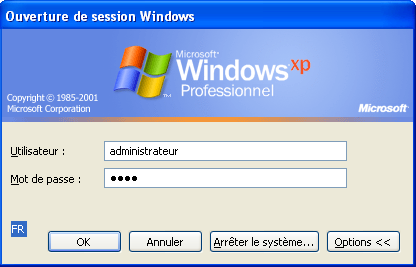 Ouverture de session Windows
Microsoft®
Windows xp
Professionnel
Copyright © 1985-2001
Microsoft Corporation
Microsoft
Utilisateur :
administrateur
Mot de passe :
●●●●
FR
OK
Annuler
Arrêter le système...
Options <<